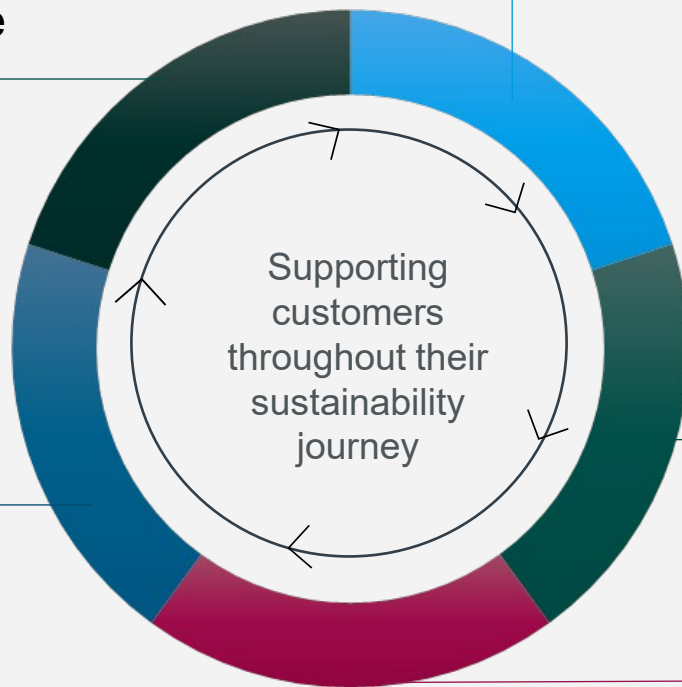 e
Supporting
customers
throughout their
sustainability
journey